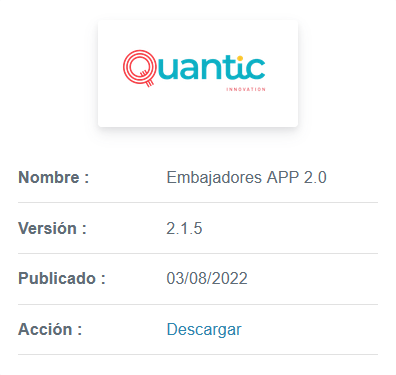 Quantic
INNOVATION
Nombre : Embajadores APP 2.0
Versión : 2.1.5
Publicado : 03/08/2022
Acción : Descargar